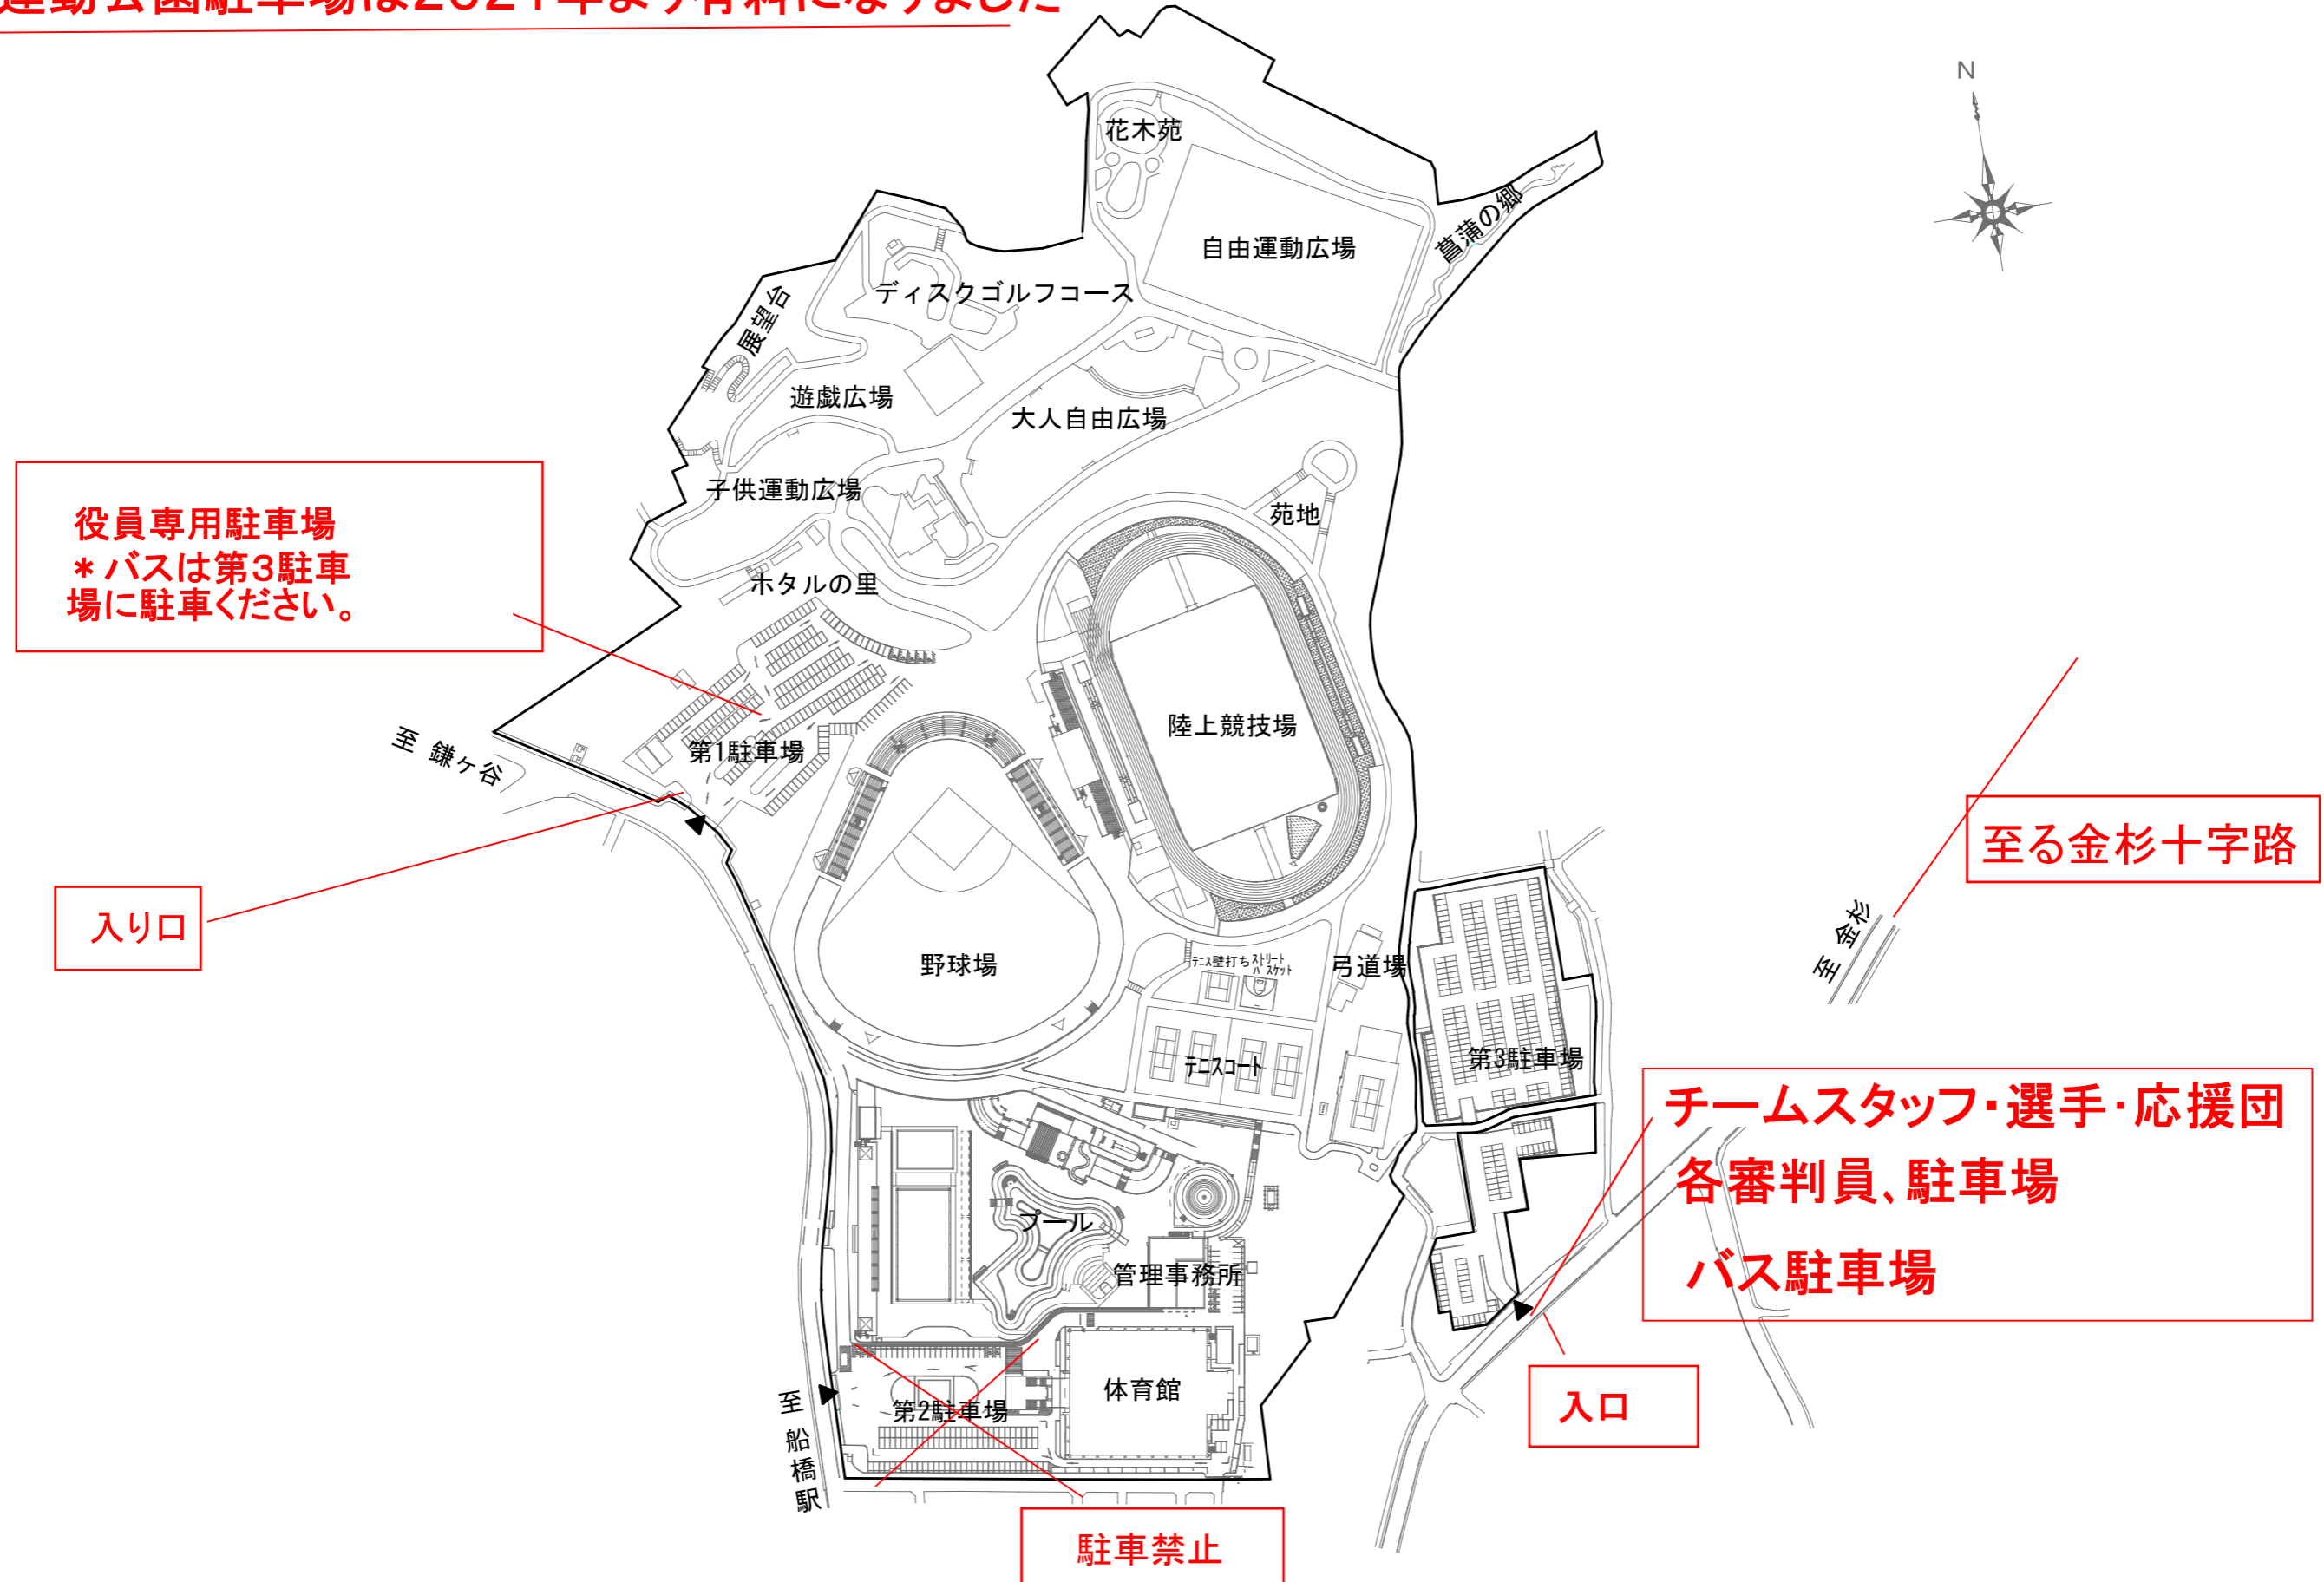 運動公園駐車場は2021年より有料になりました
N
花木苑
自由運動広場
菖蒲の郷
ディスクゴルフコース
展望台
遊戯広場
大人自由広場
子供運動広場
苑地
役員専用駐車場
＊バスは第3駐車
場に駐車ください。
ホタルの里
陸上競技場
至 鎌ヶ谷
第1駐車場
至る金杉十字路
入り口
至 金杉
野球場
テニス壁打ち
ストリート
バスケット
弓道場
テニスコート
第3駐車場
チームスタッフ・選手・応援団
各審判員、駐車場
バス駐車場
プール
管理事務所
体育館
第2駐車場
至 船橋駅
入口
駐車禁止